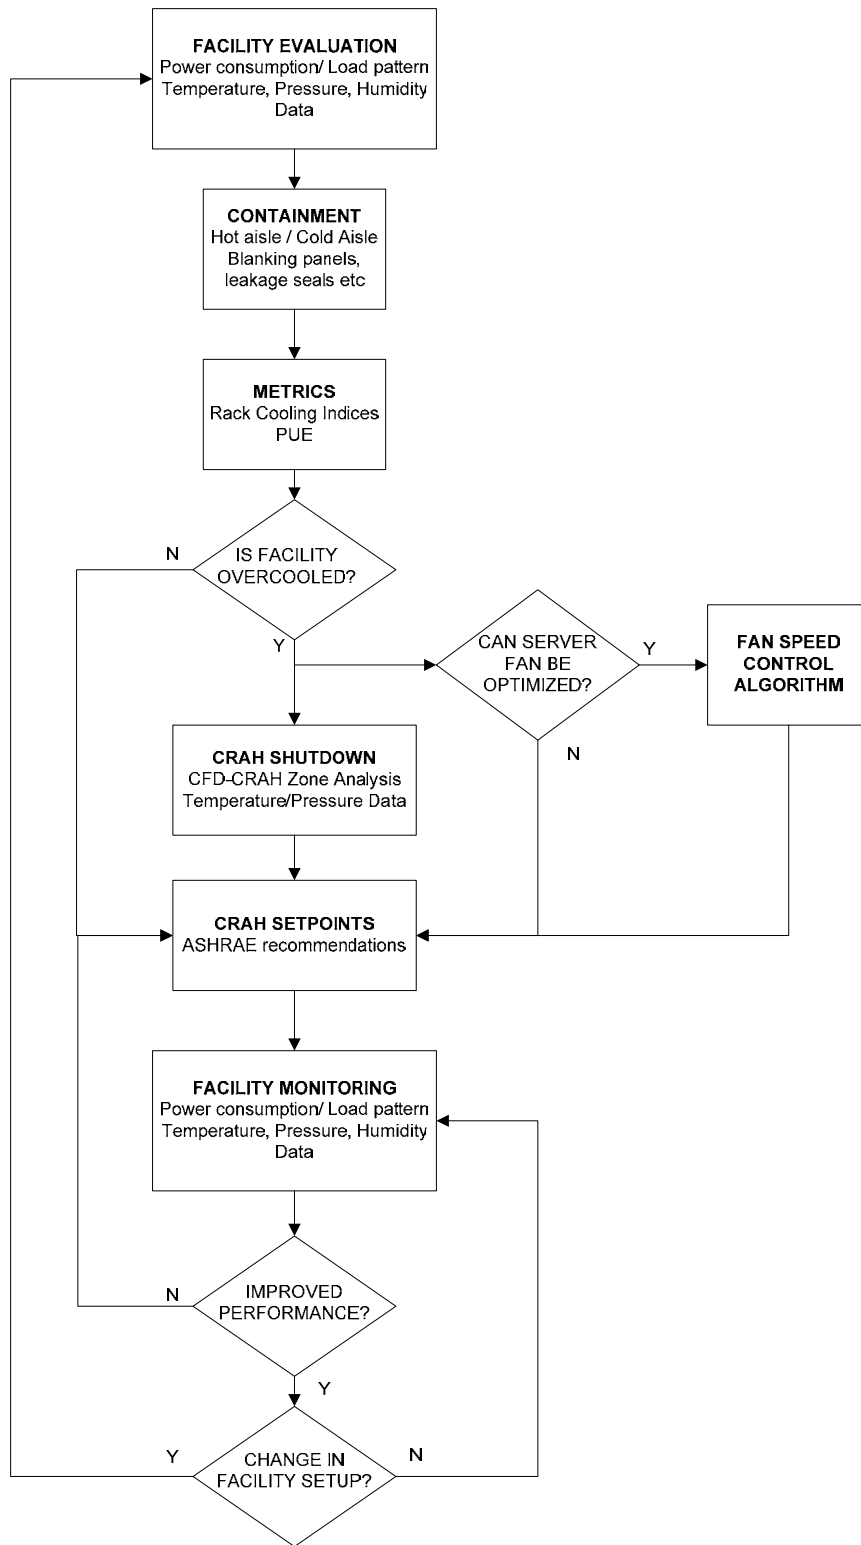 FACILITY EVALUATION
Power consumption/ Load pattern
Temperature, Pressure, Humidity
Data
CONTAINMENT
Hot aisle / Cold Aisle
Blanking panels,
leakage seals etc
METRICS
Rack Cooling Indices
PUE
N
IS FACILITY
OVERCOOLED?
Y
CAN SERVER
FAN BE
OPTIMIZED?
Y
N
FAN SPEED
CONTROL
ALGORITHM
CRAH SHUTDOWN
CFD-CRAH Zone Analysis
Temperature/Pressure Data
CRAH SETPOINTS
ASHRAE recommendations
FACILITY MONITORING
Power consumption/ Load pattern
Temperature, Pressure, Humidity
Data
N
IMPROVED
PERFORMANCE?
Y
Y
CHANGE IN
FACILITY SETUP?
N